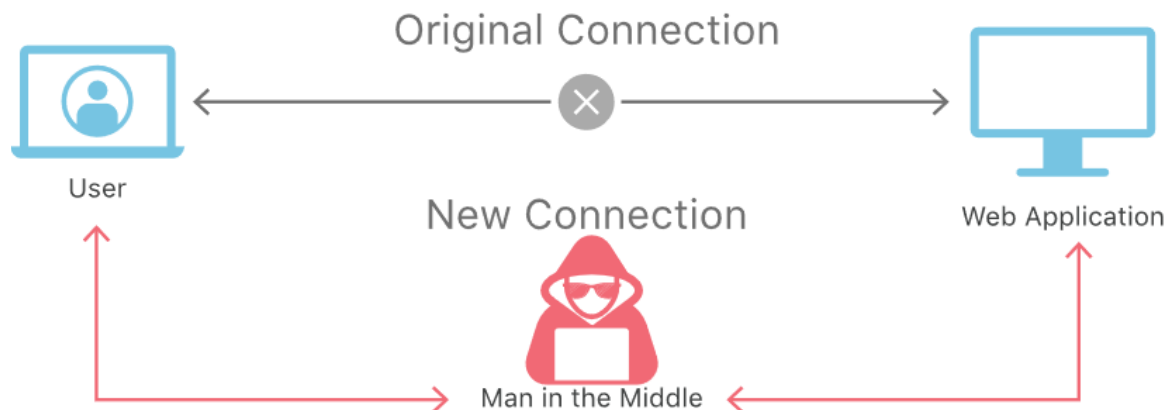 Original Connection
User
New Connection
Web Application
Man in the Middle